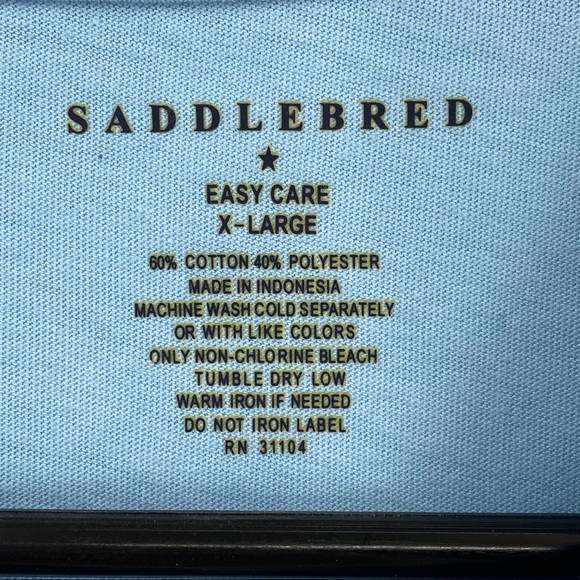 SADDLEBRED
EASY CARE
X-LARGE
60% COTTON 40% POLYESTER
MADE IN INDONESIA
MACHINE WASH COLD SEPARATELY
OR WITH LIKE COLORS
ONLY NON-CHLORINE BLEACH
TUMBLE DRY LOW
WARM IRON IF NEEDED
DO NOT IRON LABEL
RN 31104